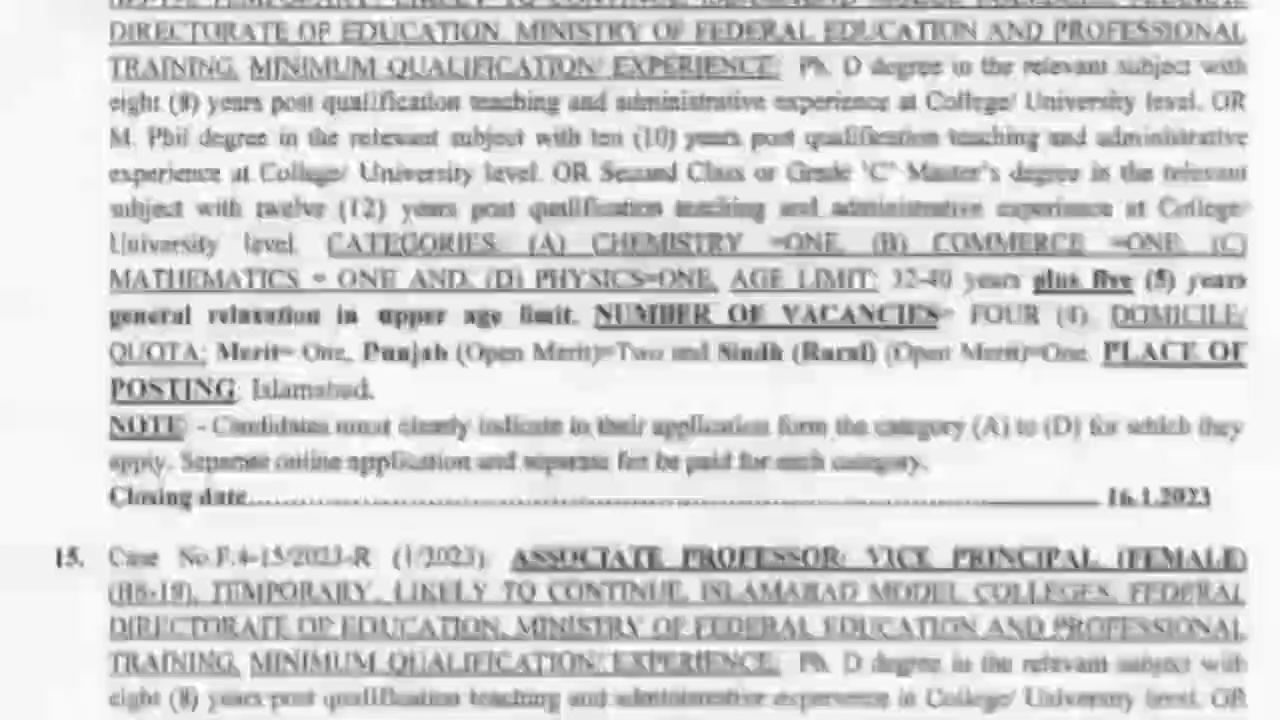 DIRECTORATE OF EDUCATION, MINISTRY OF FEDERAL EDUCATION AND PROFESSIONAL
TRAINING. MINIMUM QUALIFICATION/ EXPERIENCE: Ph. D degree in the relevant subject with
eight (8) years post qualification teaching and administrative experience at College/ University level. OR
M. Phil degree in the relevant subject with ten (10) years post qualification teaching and administrative
experience at College/ University level. OR Second Class or Grade 'C' Master's degree in the relevant
subject with twelve (12) years post qualification teaching and administrative experience at College/
University level. CATEGORIES. (A) CHEMISTRY =ONE, (B) COMMERCE =ONE, (C)
MATHEMATICS = ONE AND, (D) PHYSICS=ONE. AGE LIMIT: 32-40 years plus five (5) years
general relaxation in upper age limit. NUMBER OF VACANCIES= FOUR (4). DOMICILE/
QUOTA: Merit= One, Punjab (Open Merit)=Two and Sindh (Rural) (Open Merit)=One. PLACE OF
POSTING: Islamabad.
NOTE: - Candidates must clearly indicate in their application form the category (A) to (D) for which they
apply. Separate online application and separate fee be paid for each category.
Closing date 16.1.2023
15. Case No.F.4-15/2023-R (1/2023): ASSOCIATE PROFESSOR/ VICE PRINCIPAL (FEMALE)
(BS-19), TEMPORARY, LIKELY TO CONTINUE, ISLAMABAD MODEL COLLEGES, FEDERAL
DIRECTORATE OF EDUCATION, MINISTRY OF FEDERAL EDUCATION AND PROFESSIONAL
TRAINING. MINIMUM QUALIFICATION/ EXPERIENCE: Ph. D degree in the relevant subject with
eight (8) years post qualification teaching and administrative experience at College/ University level. OR